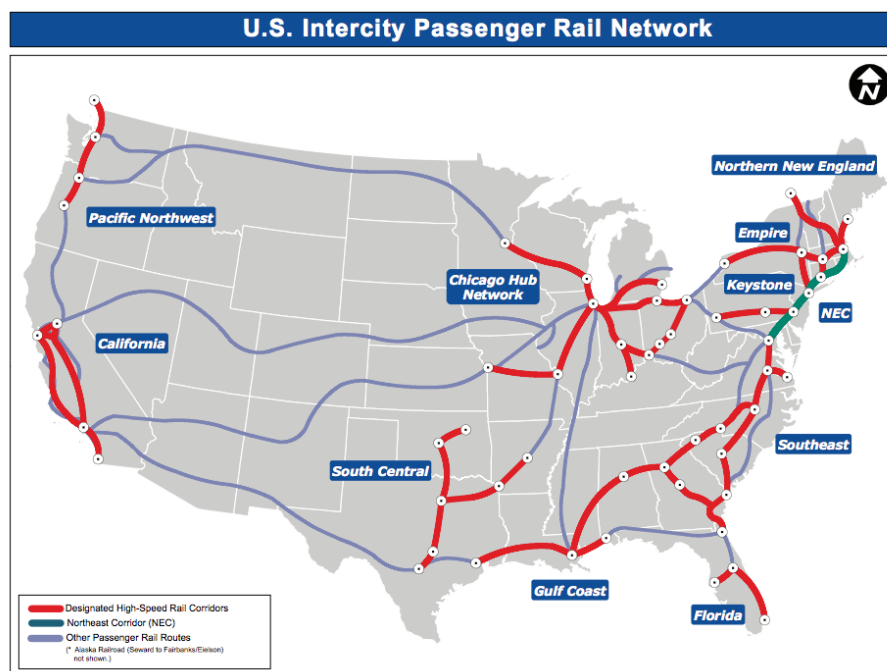 U.S. Intercity Passenger Rail Network
N
Northern New England
Pacific Northwest
Empire
Chicago Hub
Network
Keystone
NEC
California
Southeast
South Central
Gulf Coast
Florida
Designated High-Speed Rail Corridors
Northeast Corridor (NEC)
Other Passenger Rail Routes
(* Alaska Railroad (Seward to Fairbanks/Eielson)
not shown.)